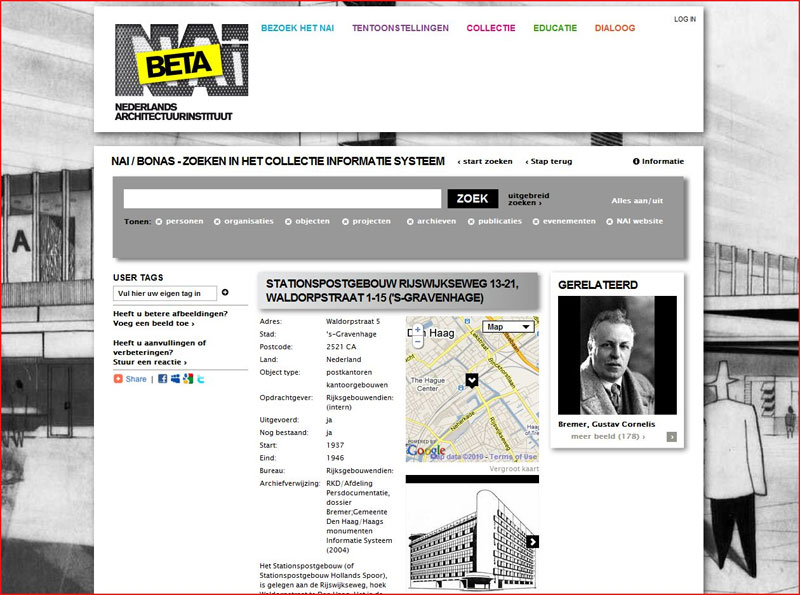 LOG IN
BEZOEK HET NAI TENTOONSTELLINGEN COLLECTIE EDUCATIE DIALOOG
NAi
BETA
NEDERLANDS
ARCHITECTUURINSTITUUT
NAI / BONAS - ZOEKEN IN HET COLLECTIE INFORMATIE SYSTEEM ‹ start zoeken ‹ Stap terug Informatie
ZOEK uitgebreid
zoeken › Alles aan/uit
Tonen: personen organisaties objecten projecten archieven publicaties evenementen NAI website
A
USER TAGS
Vul hier uw eigen tag in
Heeft u betere afbeeldingen?
Voeg een beeld toe ›
Heeft u aanvullingen of
verbeteringen?
Stuur een reactie ›
Share |
STATIONSPOSTGEBOUW RIJSWIJKSEWEG 13-21,
WALDORPSTRAAT 1-15 ('S-GRAVENHAGE)
Adres: Waldorpstraat 5
Stad: 's-Gravenhage
Postcode: 2521 CA
Land: Nederland
Object type: postkantoren
kantoorgebouwen
Opdrachtgever: Rijksgebouwendien:
(intern)
Uitgevoerd: ja
Nog bestaand: ja
Start: 1937
Eind: 1946
Bureau: Rijksgebouwendien:
Archiefverwijzing: RKD/Afdeling
Persdocumentatie,
dossier
Bremer;Gemeente
Den Haag/Haags
monumenten
Informatie Systeem
(2004)
Het Stationspostgebouw (of
Stationspostgebouw Hollands Spoor),
is gelegen aan de Rijswijkseweg, hoek
Haag
Map
+
−
The Hague
Center
POWERED BY
Google
data ©2010 - Terms of Use
Vergroot kaart
GERELATEERD
Bremer, Gustav Cornelis
meer beeld (178) ›